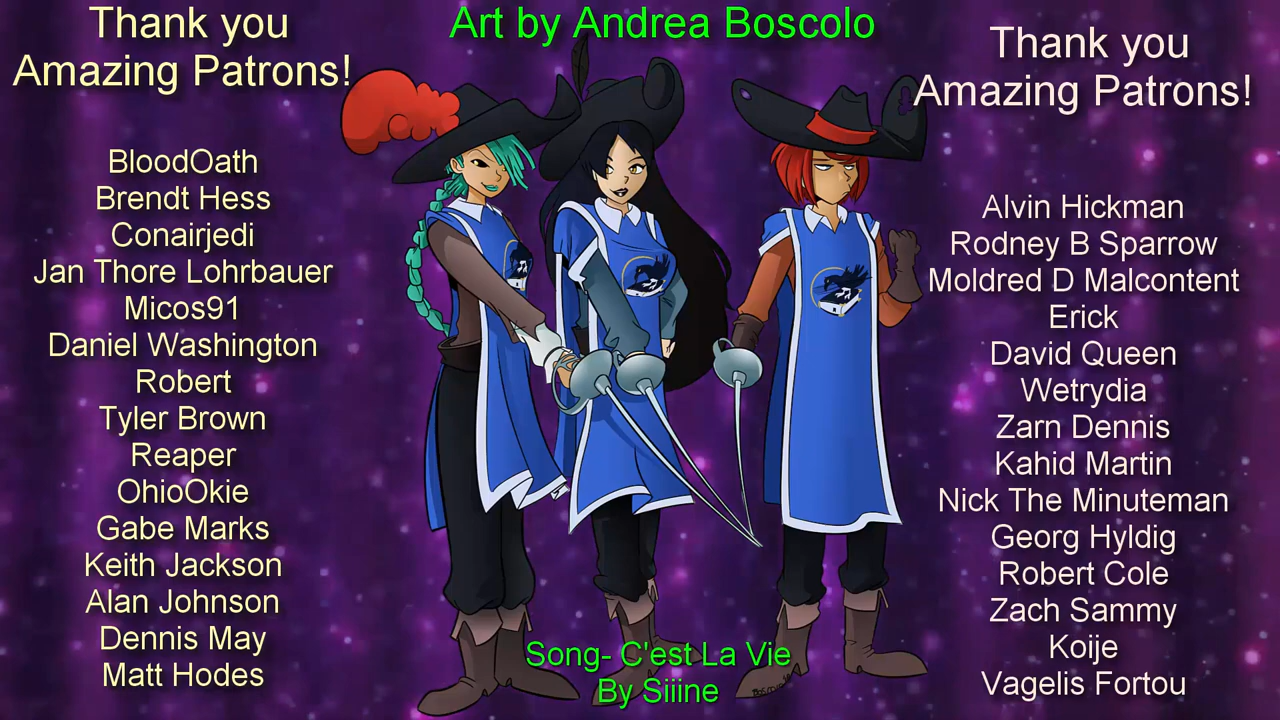 Thank you
Amazing Patrons!
BloodOath
Brendt Hess
Conairjedi
Jan Thore Lohrbauer
Micos91
Daniel Washington
Robert
Tyler Brown
Reaper
OhioOkie
Gabe Marks
Keith Jackson
Alan Johnson
Dennis May
Matt Hodes
Art by Andrea Boscolo
Song- C'est La Vie
By Siiine
Thank you
Amazing Patrons!
Alvin Hickman
Rodney B Sparrow
Moldred D Malcontent
Erick
David Queen
Wetrydia
Zarn Dennis
Kahid Martin
Nick The Minuteman
Georg Hyldig
Robert Cole
Zach Sammy
Koije
Vagelis Fortou